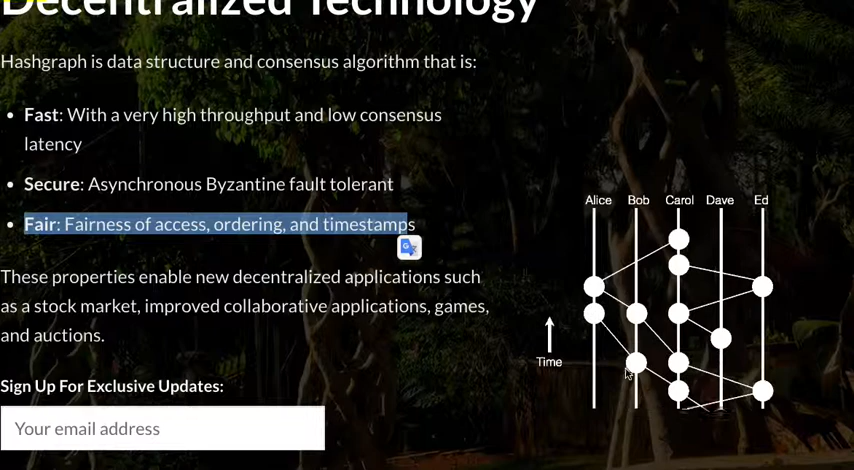 Decentralized Technology
Hashgraph is data structure and consensus algorithm that is:
• Fast: With a very high throughput and low consensus
latency
• Secure: Asynchronous Byzantine fault tolerant
• Fair: Fairness of access, ordering, and timestamps
These properties enable new decentralized applications such
as a stock market, improved collaborative applications, games,
and auctions.
Sign Up For Exclusive Updates:
Your email address
Alice Bob Carol Dave Ed
Time